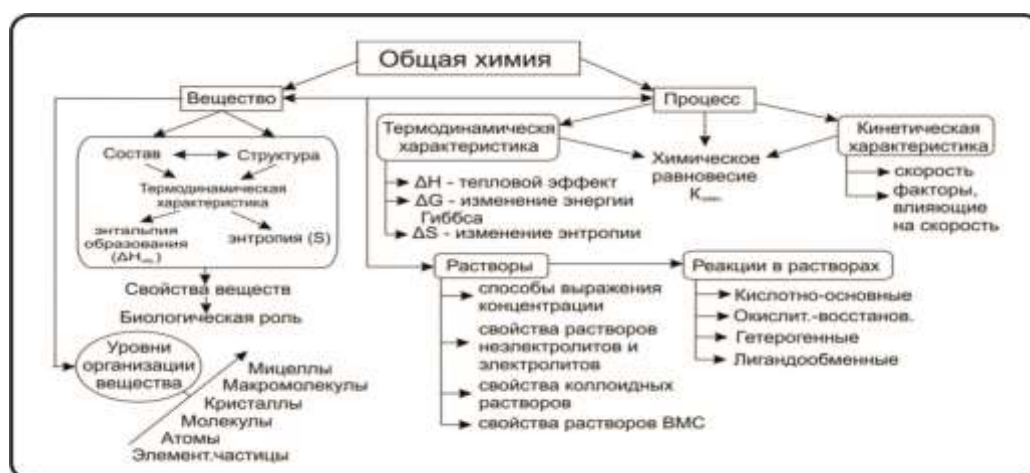 Общая химия
Вещество
Процесс
Состав
Структура
Термодинамическая
характеристика
энтальпия
образования
энтропия (S)
Свойства веществ
Биологическая роль
Уровни
организации
вещества
Мицеллы
Макромолекулы
Кристаллы
Молекулы
Атомы
Элемент.частицы
Термодинамическя
характеристика
ΔH - тепловой эффект
ΔG - изменение энергии
Гиббса
ΔS - изменение энтропии
Химическое
равновесие
Кинетическая
характеристика
скорость
факторы,
влияющие
на скорость
Растворы
способы выражения
концентрации
свойства растворов
неэлектролитов и
электролитов
свойства коллоидных
растворов
свойства растворов ВМС
Реакции в растворах
Кислотно-основные
Окислит.-восстанов.
Гетерогенные
Лигандообменные